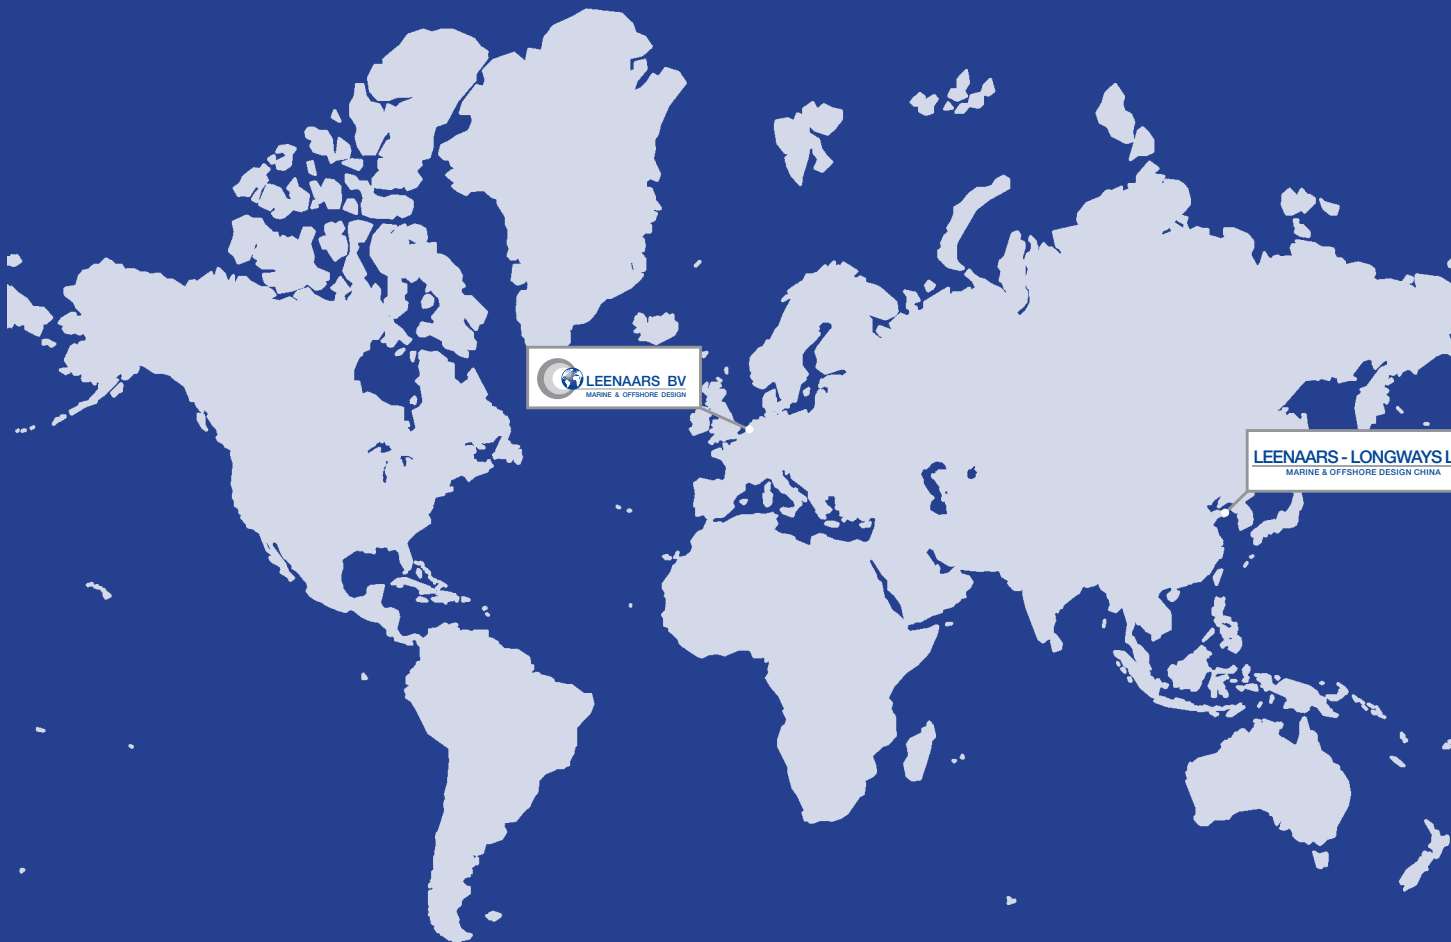 LEENAARS BV
MARINE & OFFSHORE DESIGN
LEENAARS - LONGWAYS L
MARINE & OFFSHORE DESIGN CHINA